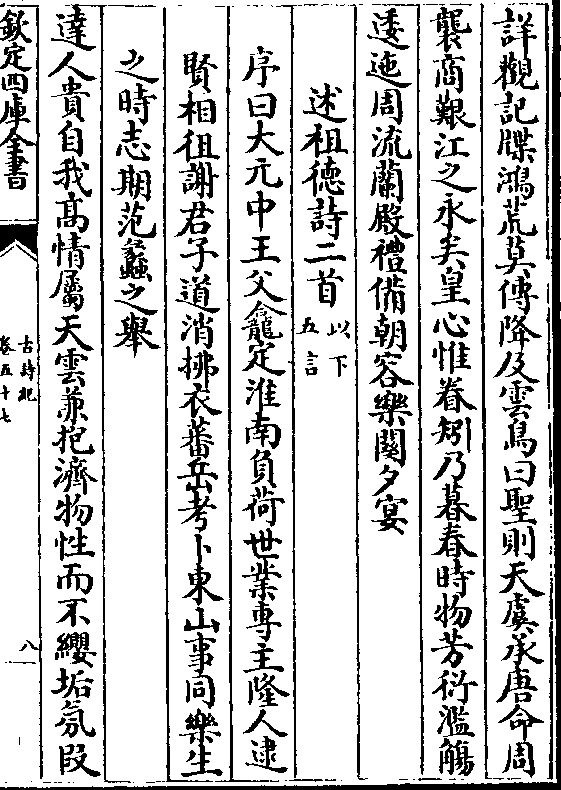 詳觀記牒鴻荒莫傳降及雲鳥曰聖則天虞承唐命周
襲商艱江之永矣皇心惟眷矧乃暮春時物芳衍濫觴
逶迤周流蘭殿禮備朝容樂闋夕宴
述祖德詩二首以下五言
序曰大元中王父龕定淮南負荷世業專主隆人逮
賢相徂謝君子道消拂衣蕃岳考卜東山事同樂生
之時志期范蠡之舉
達人貴自我髙情屬天雲兼抱濟物性而不纓垢氛段
欽定四庫全書
古詩紀
卷五十七
八